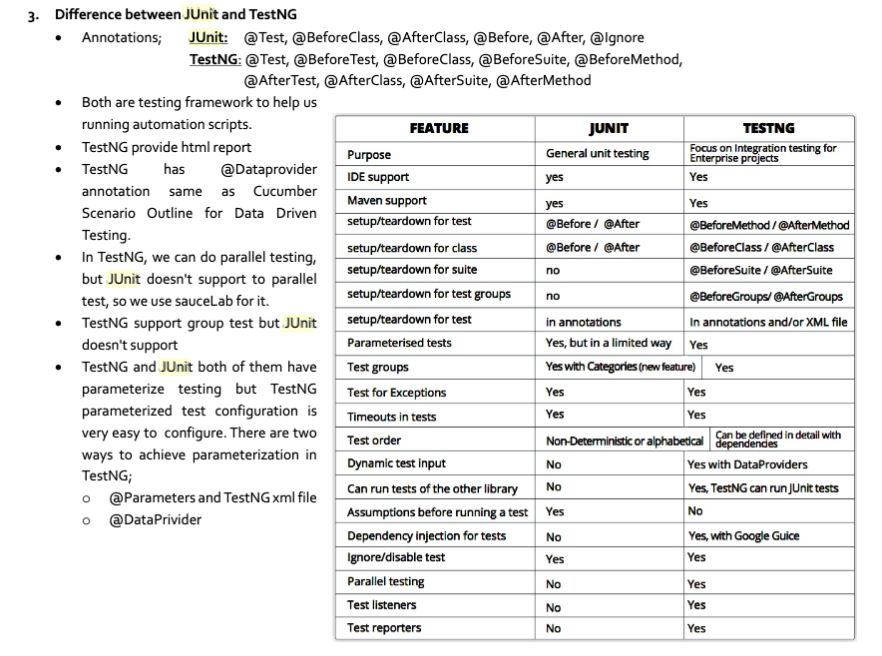 3. Difference between JUnit and TestNG
• Annotations; JUnit: @Test, @BeforeClass, @AfterClass, @Before, @After, @Ignore
TestNG: @Test, @BeforeTest, @BeforeClass, @BeforeSuite, @BeforeMethod,
@AfterTest, @AfterClass, @AfterSuite, @AfterMethod
• Both are testing framework to help us
running automation scripts.
• TestNG provide html report
• TestNG has @Dataprovider
annotation same as Cucumber
Scenario Outline for Data Driven
Testing.
• In TestNG, we can do parallel testing,
but JUnit doesn't support to parallel
test, so we use sauceLab for it.
• TestNG support group test but JUnit
doesn't support
• TestNG and JUnit both of them have
parameterize testing but TestNG
parameterized test configuration is
very easy to configure. There are two
ways to achieve parameterization in
TestNG;
o @Parameters and TestNG xml file
o @DataPrivider
FEATURE JUNIT TESTNG
Purpose General unit testing Focus on Integration testing for Enterprise projects
IDE support yes Yes
Maven support yes Yes
setup/teardown for test @Before / @After @BeforeMethod / @AfterMethod
setup/teardown for class @Before / @After @BeforeClass / @AfterClass
setup/teardown for suite no @BeforeSuite / @AfterSuite
setup/teardown for test groups no @BeforeGroups/ @AfterGroups
setup/teardown for test in annotations In annotations and/or XML file
Parameterised tests Yes, but in a limited way Yes
Test groups Yes with Categories (new feature) Yes
Test for Exceptions Yes Yes
Timeouts in tests Yes Yes
Test order Non-Deterministic or alphabetical Can be defined in detail with dependencies
Dynamic test input No Yes with DataProviders
Can run tests of the other library No Yes, TestNG can run JUnit tests
Assumptions before running a test Yes No
Dependency injection for tests No Yes, with Google Guice
Ignore/disable test Yes Yes
Parallel testing No Yes
Test listeners No Yes
Test reporters No Yes